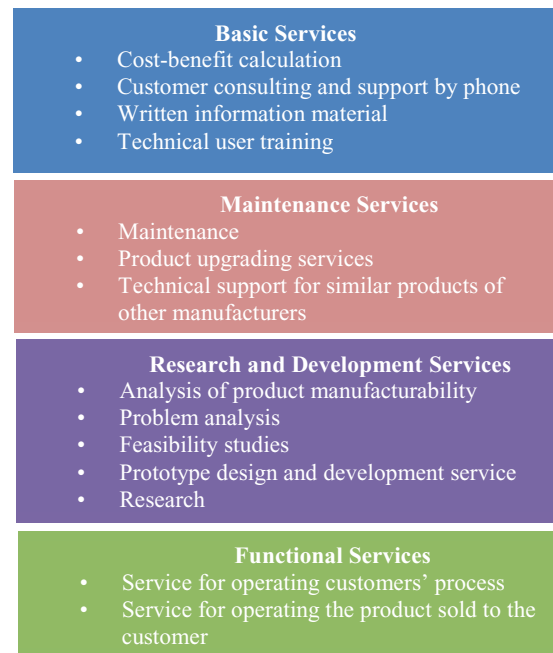 Basic Services
• Cost-benefit calculation
• Customer consulting and support by phone
• Written information material
• Technical user training
Maintenance Services
• Maintenance
• Product upgrading services
• Technical support for similar products of
other manufacturers
Research and Development Services
• Analysis of product manufacturability
• Problem analysis
• Feasibility studies
• Prototype design and development service
• Research
Functional Services
• Service for operating customers’ process
• Service for operating the product sold to the
customer